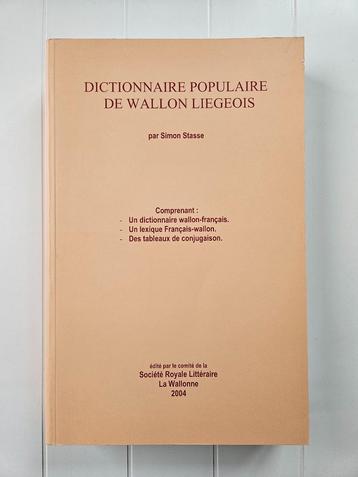 DICTIONNAIRE POPULAIRE
DE WALLON LIEGEOIS
par Simon Stasse
Comprenant :
- Un dictionnaire wallon-français.
- Un lexique Français-wallon.
- Des tableaux de conjugaison.
édité par le comité de la
Société Royale Littéraire
La Wallonne
2004